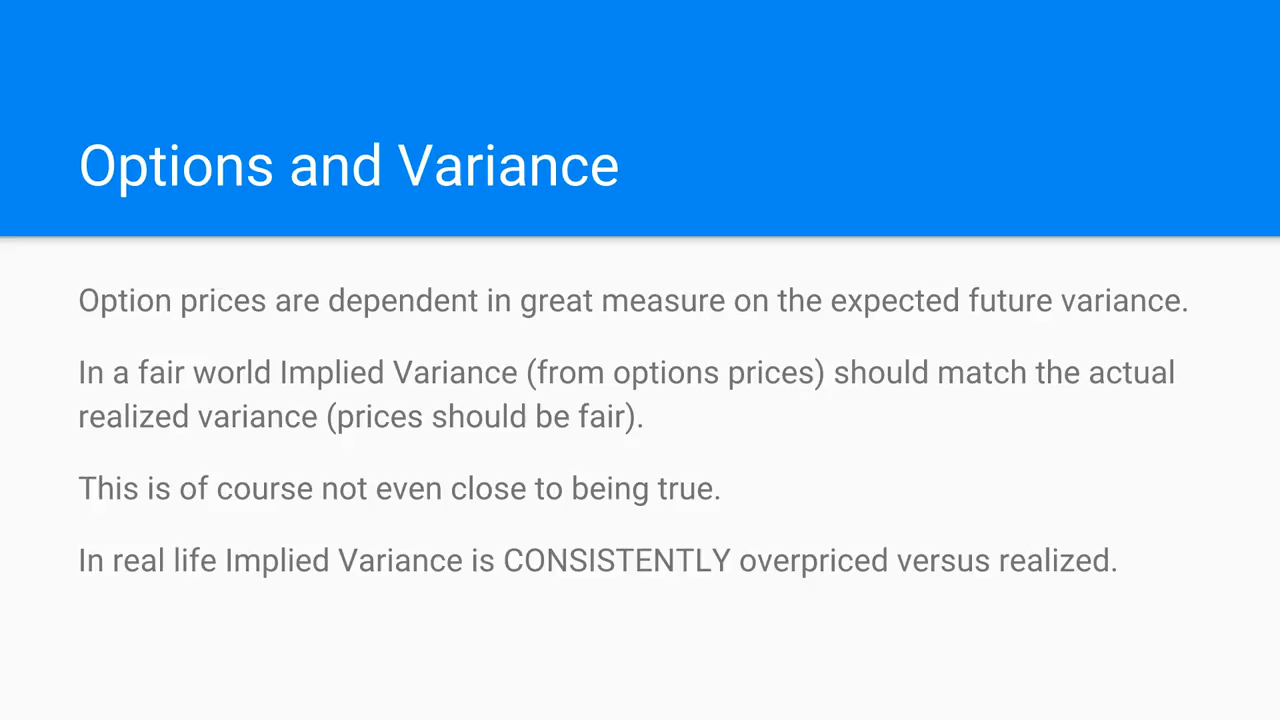 Options and Variance
Option prices are dependent in great measure on the expected future variance.
In a fair world Implied Variance (from options prices) should match the actual
realized variance (prices should be fair).
This is of course not even close to being true.
In real life Implied Variance is CONSISTENTLY overpriced versus realized.